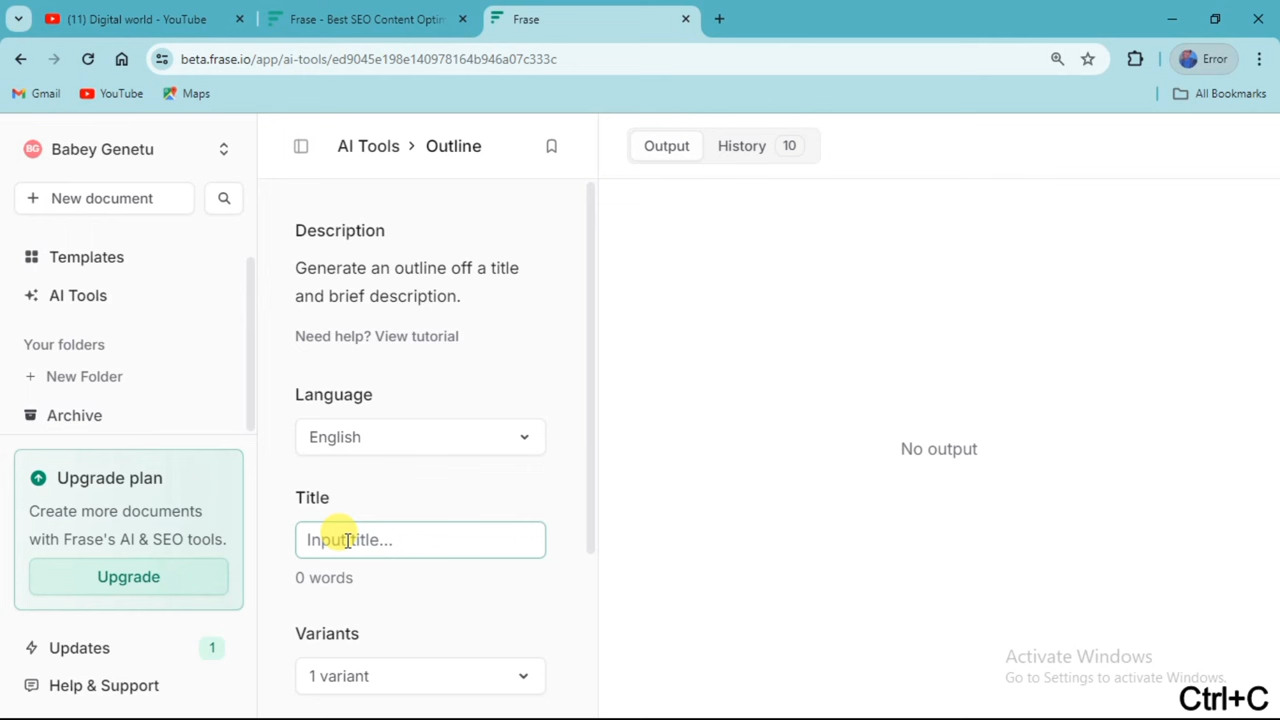 (11) Digital world - YouTube
Frase - Best SEO Content Optim
Frase
beta.frase.io/app/ai-tools/ed9045e198e140978164b946a07c333c
Error
Gmail
YouTube
Maps
All Bookmarks
BG
Babey Genetu
New document
Templates
AI Tools
Your folders
New Folder
Archive
Upgrade plan
Create more documents
with Frase's AI & SEO tools.
Upgrade
Updates
1
Help & Support
AI Tools > Outline
Description
Generate an outline off a title
and brief description.
Need help? View tutorial
Language
English
Title
Input title...
0 words
Variants
1 variant
Output
History 10
No output
Activate Windows
Go to Settings to activate Windows.
Ctrl+C